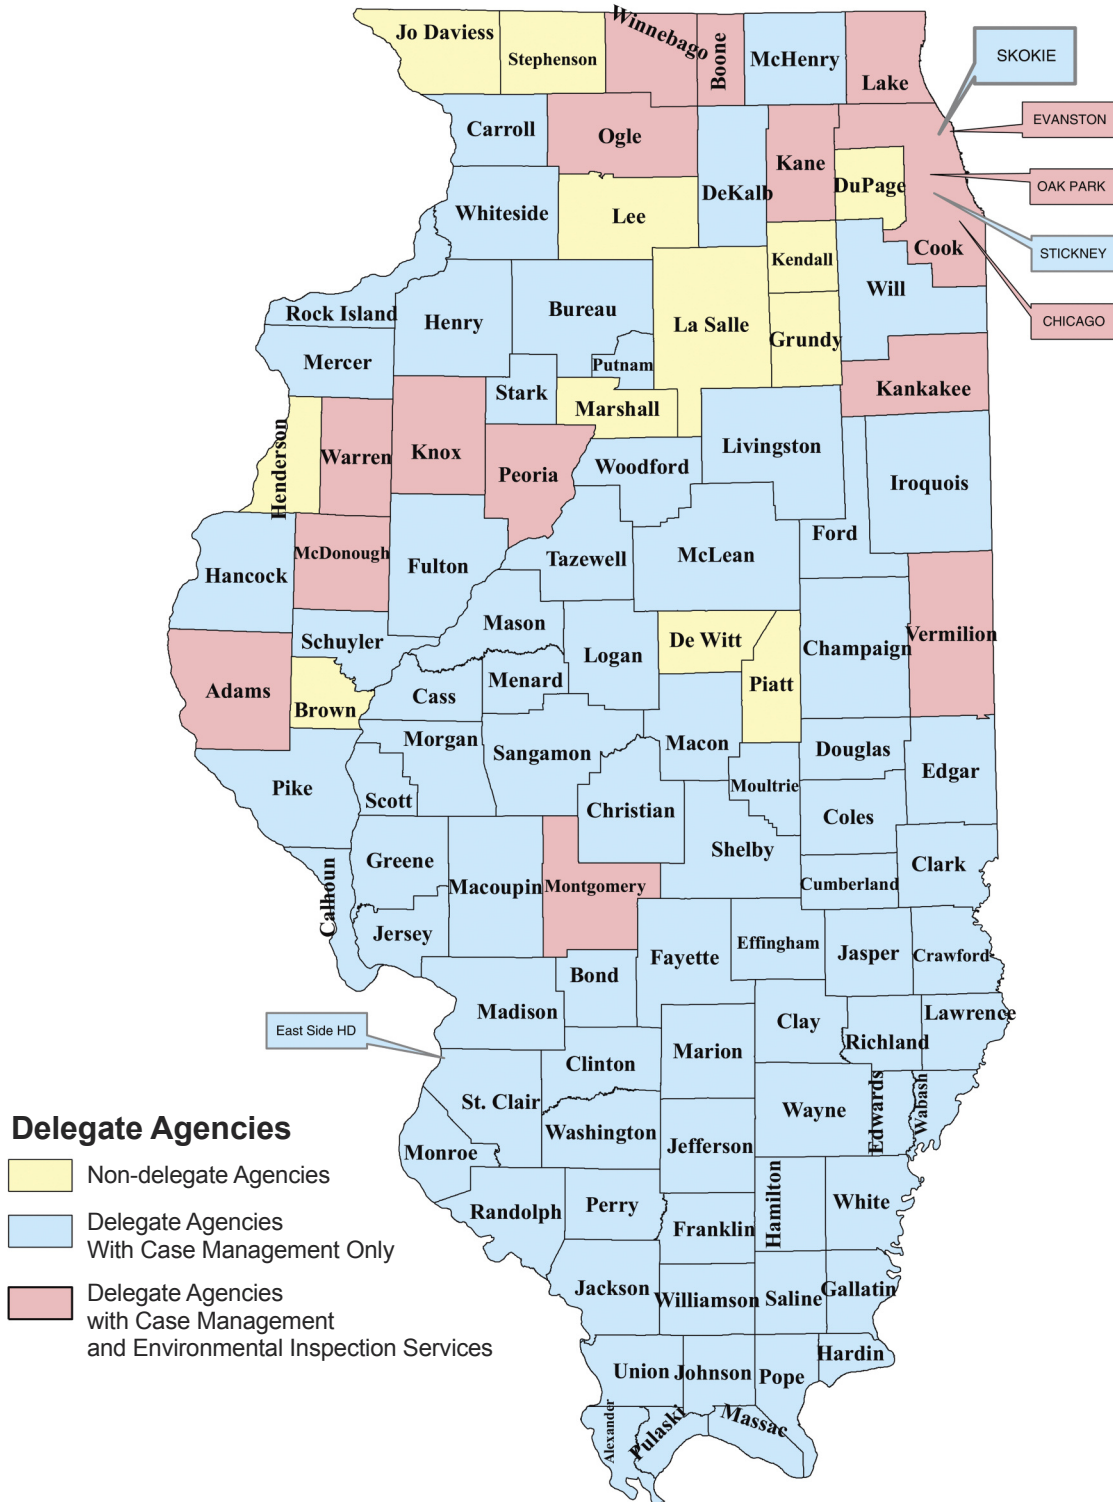 Jo Daviess
Stephenson
Winnebago
Boone
McHenry
Lake
SKOKIE
EVANSTON
Carroll
Ogle
Kane
DeKalb
DuPage
OAK PARK
Whiteside
Lee
Cook
STICKNEY
Kendall
Will
CHICAGO
Rock Island
Henry
Bureau
La Salle
Grundy
Mercer
Putnam
Stark
Marshall
Kankakee
Henderson
Warren
Knox
Peoria
Woodford
Livingston
Iroquois
Hancock
McDonough
Fulton
Tazewell
McLean
Ford
Schuyler
Mason
Logan
De Witt
Champaign
Vermilion
Adams
Brown
Cass
Menard
Piatt
Morgan
Sangamon
Macon
Douglas
Edgar
Pike
Scott
Christian
Moultrie
Coles
Shelby
Greene
Macoupin
Montgomery
Cumberland
Clark
Calhoun
Jersey
Fayette
Effingham
Jasper
Crawford
Bond
Madison
Clay
Richland
Lawrence
East Side HD
Clinton
Marion
St. Clair
Wayne
Edwards
Wabash
Washington
Jefferson
Monroe
Randolph
Perry
Franklin
Hamilton
White
Jackson
Williamson
Saline
Gallatin
Union
Johnson
Pope
Hardin
Alexander
Pulaski
Massac
Delegate Agencies
Non-delegate Agencies
Delegate Agencies
With Case Management Only
Delegate Agencies
with Case Management
and Environmental Inspection Services